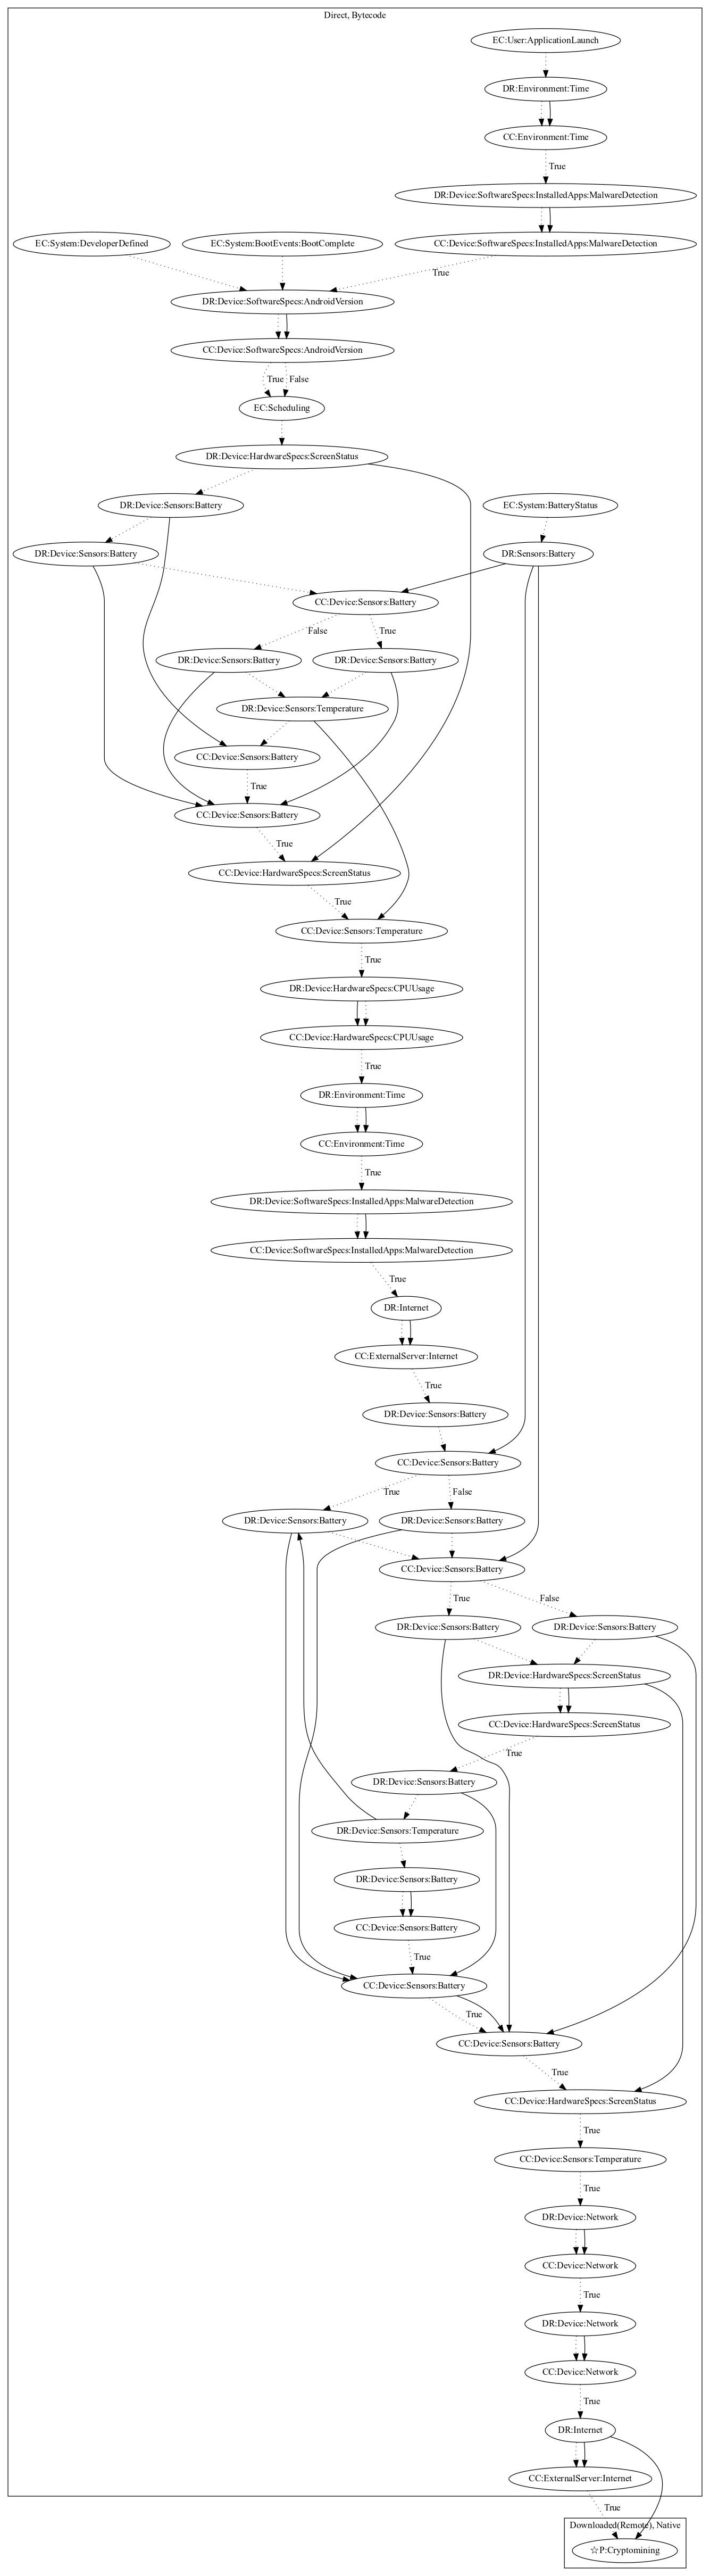 Direct, Bytecode
EC:User:ApplicationLaunch
DR:Environment:Time
CC:Environment:Time
True
DR:Device:SoftwareSpecs:InstalledApps:MalwareDetection
EC:System:DeveloperDefined
EC:System:BootEvents:BootComplete
CC:Device:SoftwareSpecs:InstalledApps:MalwareDetection
True
DR:Device:SoftwareSpecs:AndroidVersion
CC:Device:SoftwareSpecs:AndroidVersion
True
False
EC:Scheduling
DR:Device:HardwareSpecs:ScreenStatus
DR:Device:Sensors:Battery
EC:System:BatteryStatus
DR:Device:Sensors:Battery
DR:Sensors:Battery
CC:Device:Sensors:Battery
False
True
DR:Device:Sensors:Battery
DR:Device:Sensors:Battery
DR:Device:Sensors:Temperature
CC:Device:Sensors:Battery
True
CC:Device:Sensors:Battery
True
CC:Device:HardwareSpecs:ScreenStatus
True
CC:Device:Sensors:Temperature
True
DR:Device:HardwareSpecs:CPUUsage
CC:Device:HardwareSpecs:CPUUsage
True
DR:Environment:Time
CC:Environment:Time
True
DR:Device:SoftwareSpecs:InstalledApps:MalwareDetection
CC:Device:SoftwareSpecs:InstalledApps:MalwareDetection
True
DR:Internet
CC:ExternalServer:Internet
True
DR:Device:Sensors:Battery
CC:Device:Sensors:Battery
True
False
DR:Device:Sensors:Battery
DR:Device:Sensors:Battery
CC:Device:Sensors:Battery
True
False
DR:Device:Sensors:Battery
DR:Device:Sensors:Battery
DR:Device:HardwareSpecs:ScreenStatus
CC:Device:HardwareSpecs:ScreenStatus
True
DR:Device:Sensors:Battery
DR:Device:Sensors:Temperature
DR:Device:Sensors:Battery
CC:Device:Sensors:Battery
True
CC:Device:Sensors:Battery
True
CC:Device:Sensors:Battery
True
CC:Device:HardwareSpecs:ScreenStatus
True
CC:Device:Sensors:Temperature
True
DR:Device:Network
CC:Device:Network
True
DR:Device:Network
CC:Device:Network
True
DR:Internet
CC:ExternalServer:Internet
True
Downloaded(Remote), Native
☆P:Cryptomining